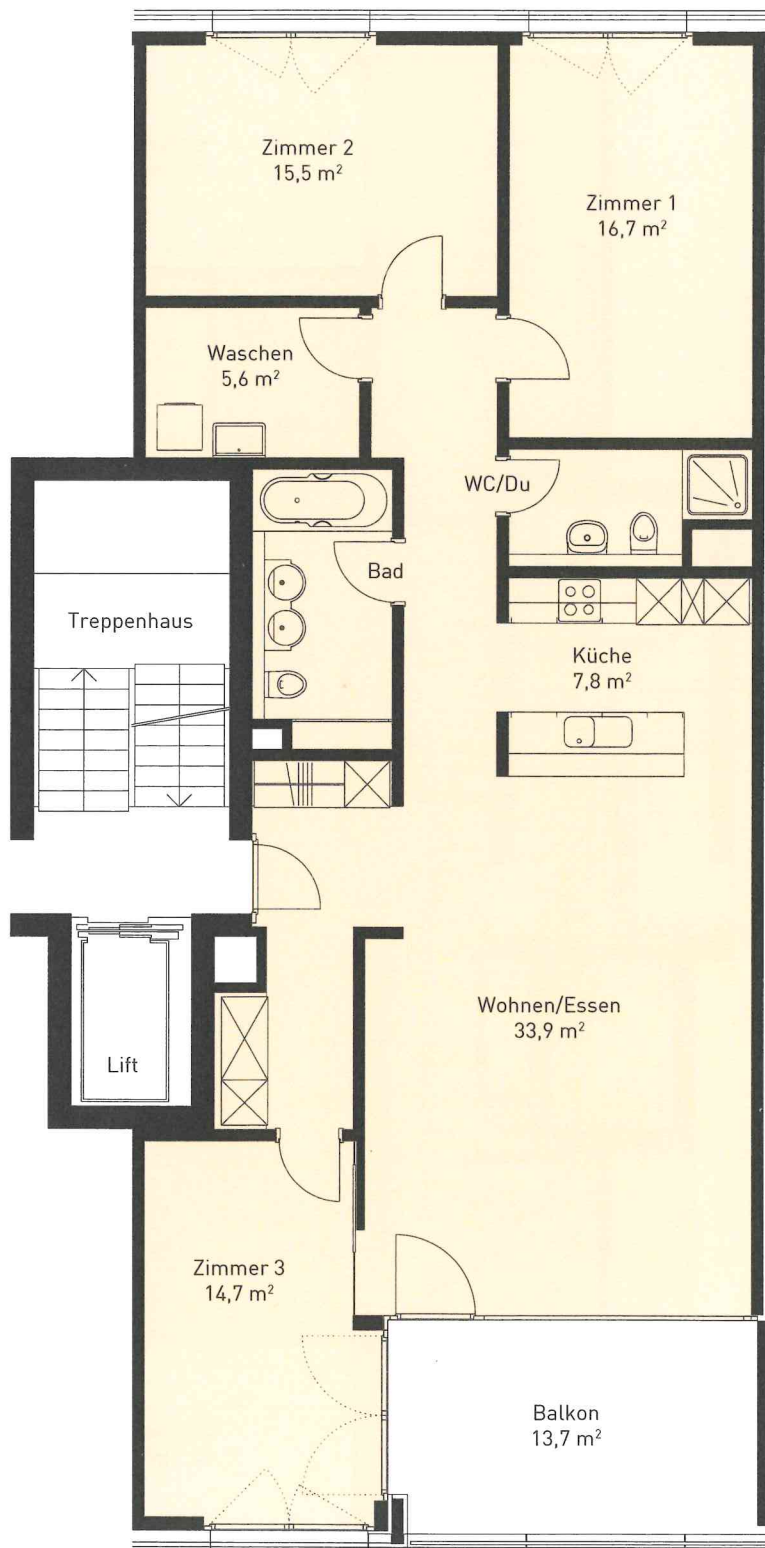 Zimmer 2
15,5 m²
Zimmer 1
16,7 m²
Waschen
5,6 m²
WC/Du
Bad
Treppenhaus
Küche
7,8 m²
Wohnen/Essen
33,9 m²
Lift
Zimmer 3
14,7 m²
Balkon
13,7 m²